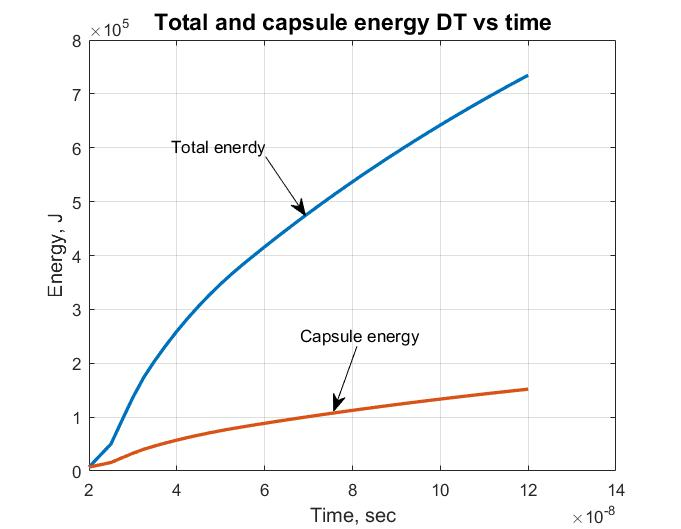 Total and capsule energy DT vs time
×10^5
8
7
6
5
4
3
2
1
0
Energy, J
Total enerdy
Capsule energy
2 4 6 8 10 12 14
Time, sec
×10^-8